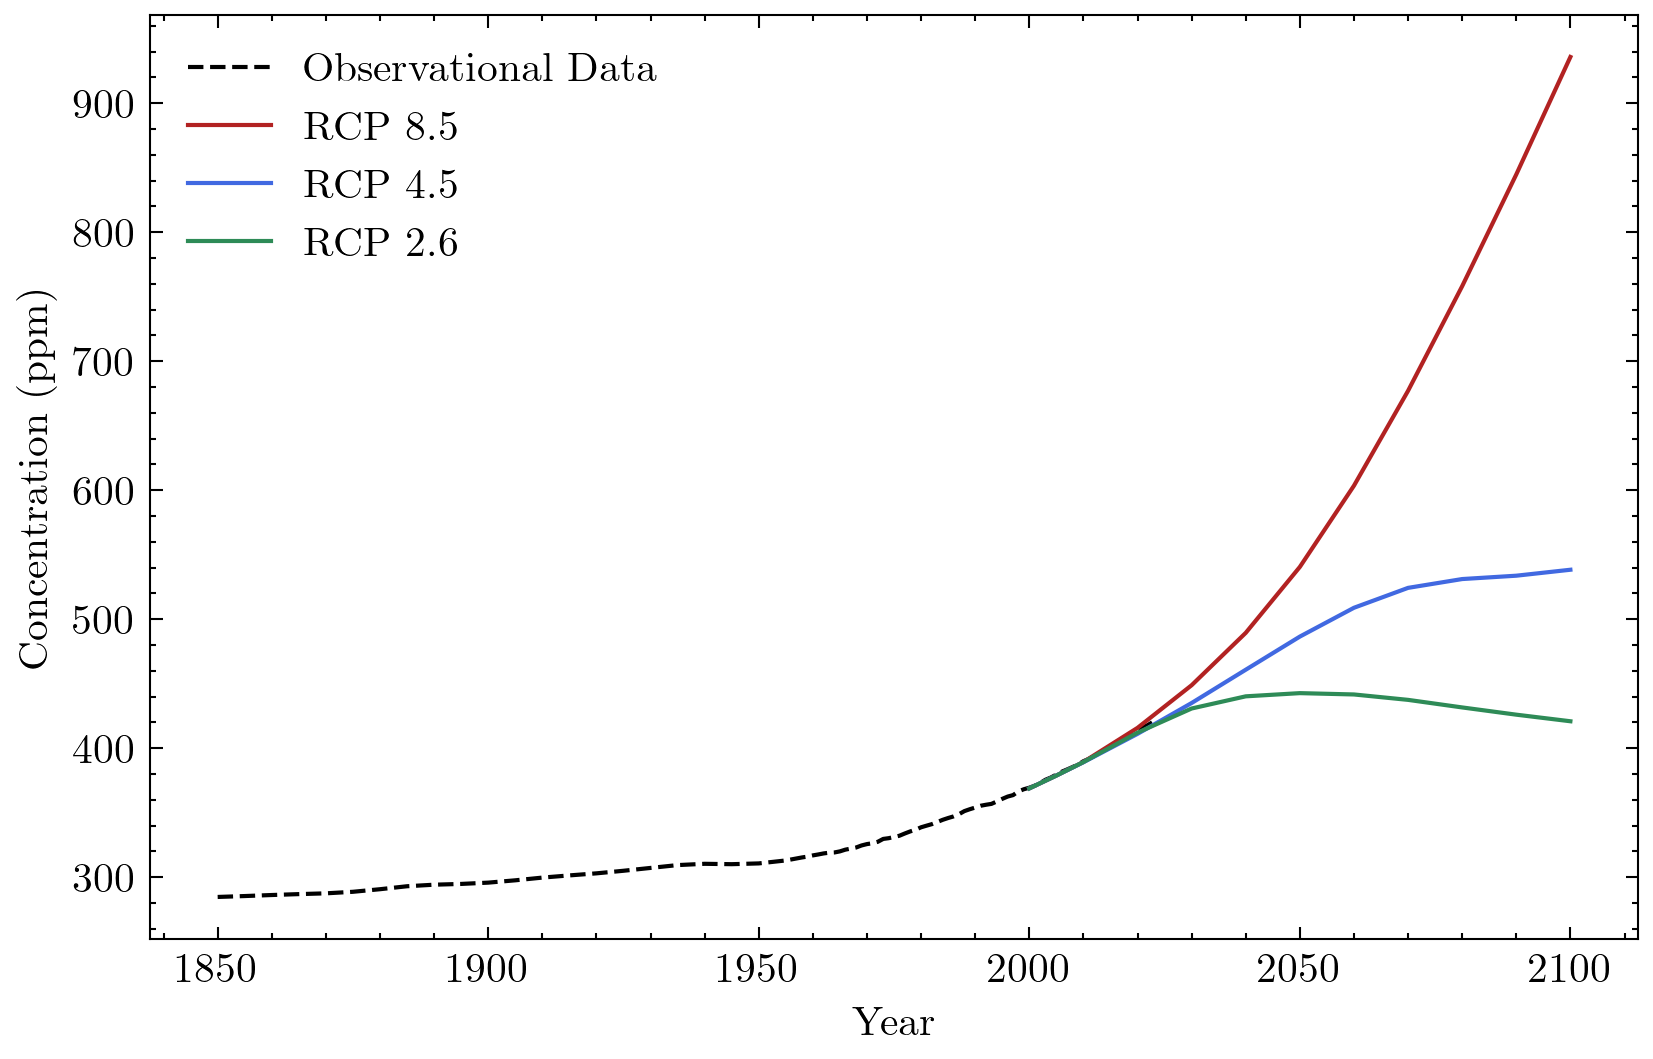 Observational Data
RCP 8.5
RCP 4.5
RCP 2.6
900
800
700
600
500
400
300
Concentration (ppm)
1850 1900 1950 2000 2050 2100
Year